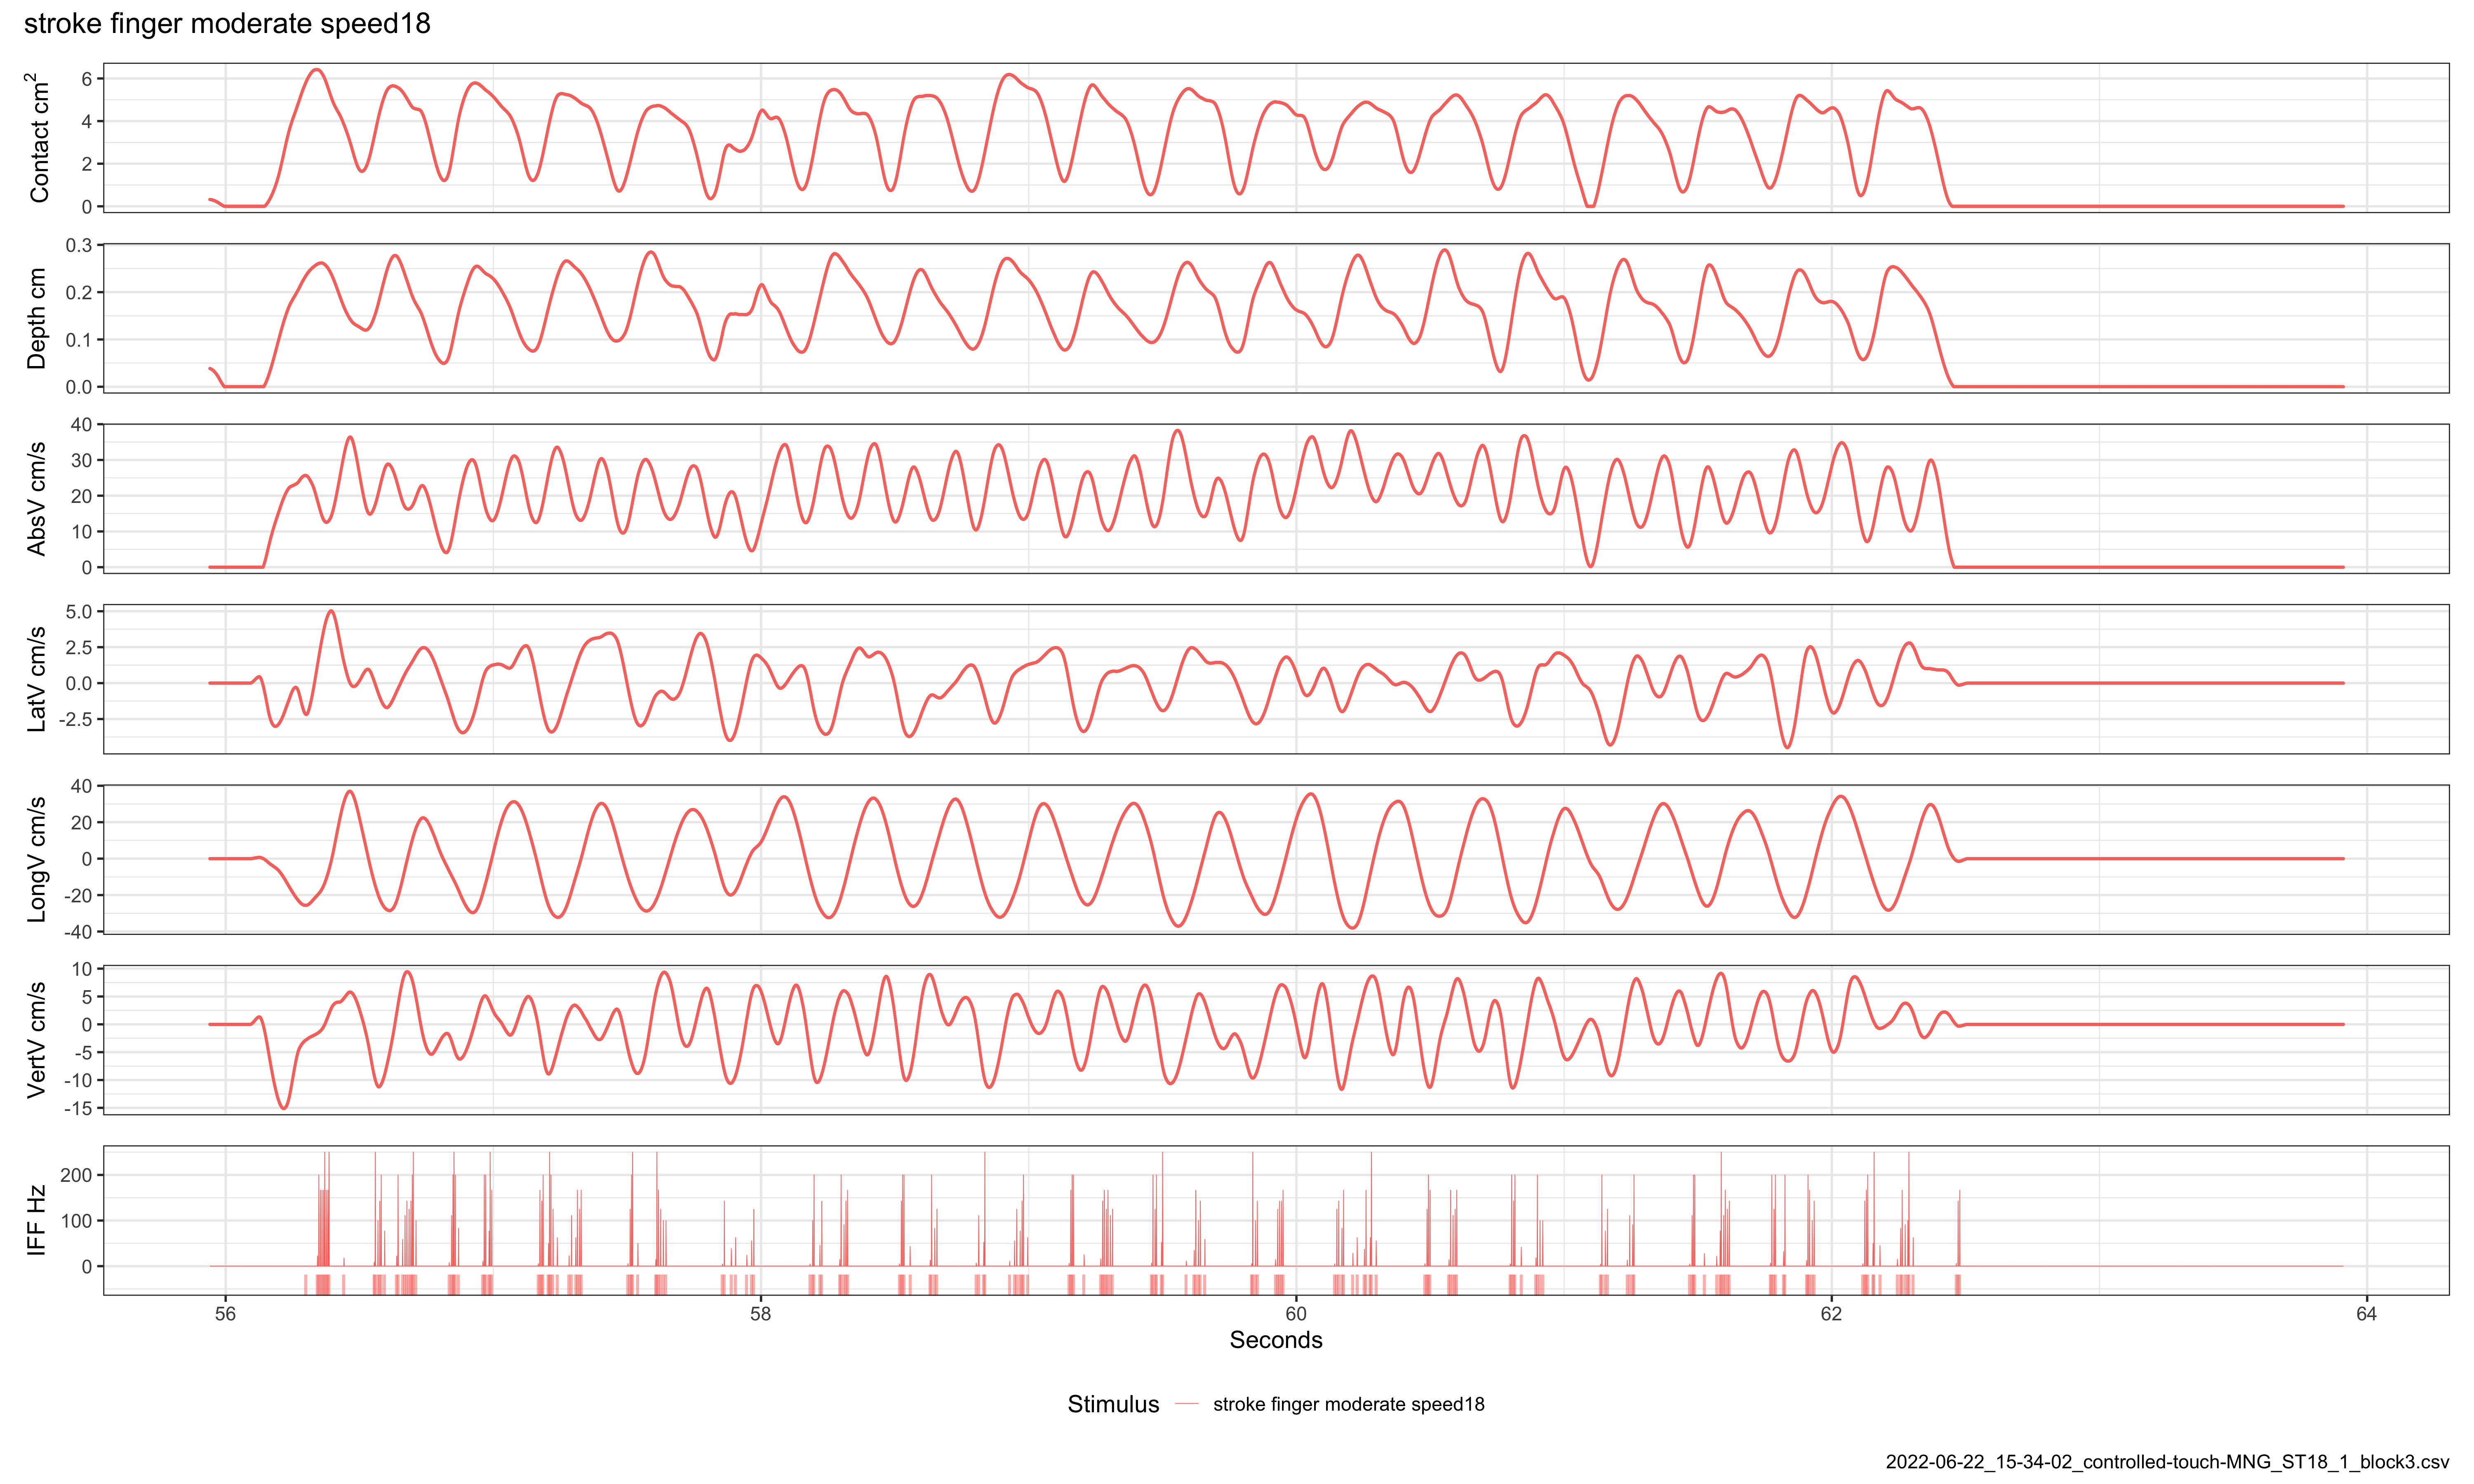 stroke finger moderate speed18
Contact cm²
6
4
2
0
Depth cm
0.3
0.2
0.1
0.0
AbsV cm/s
40
30
20
10
0
LatV cm/s
5.0
2.5
0.0
-2.5
LongV cm/s
40
20
0
-20
-40
VertV cm/s
10
5
0
-5
-10
-15
IFF Hz
200
100
0
56 58 60 62 64
Seconds
Stimulus stroke finger moderate speed18
2022-06-22_15-34-02_controlled-touch-MNG_ST18_1_block3.csv